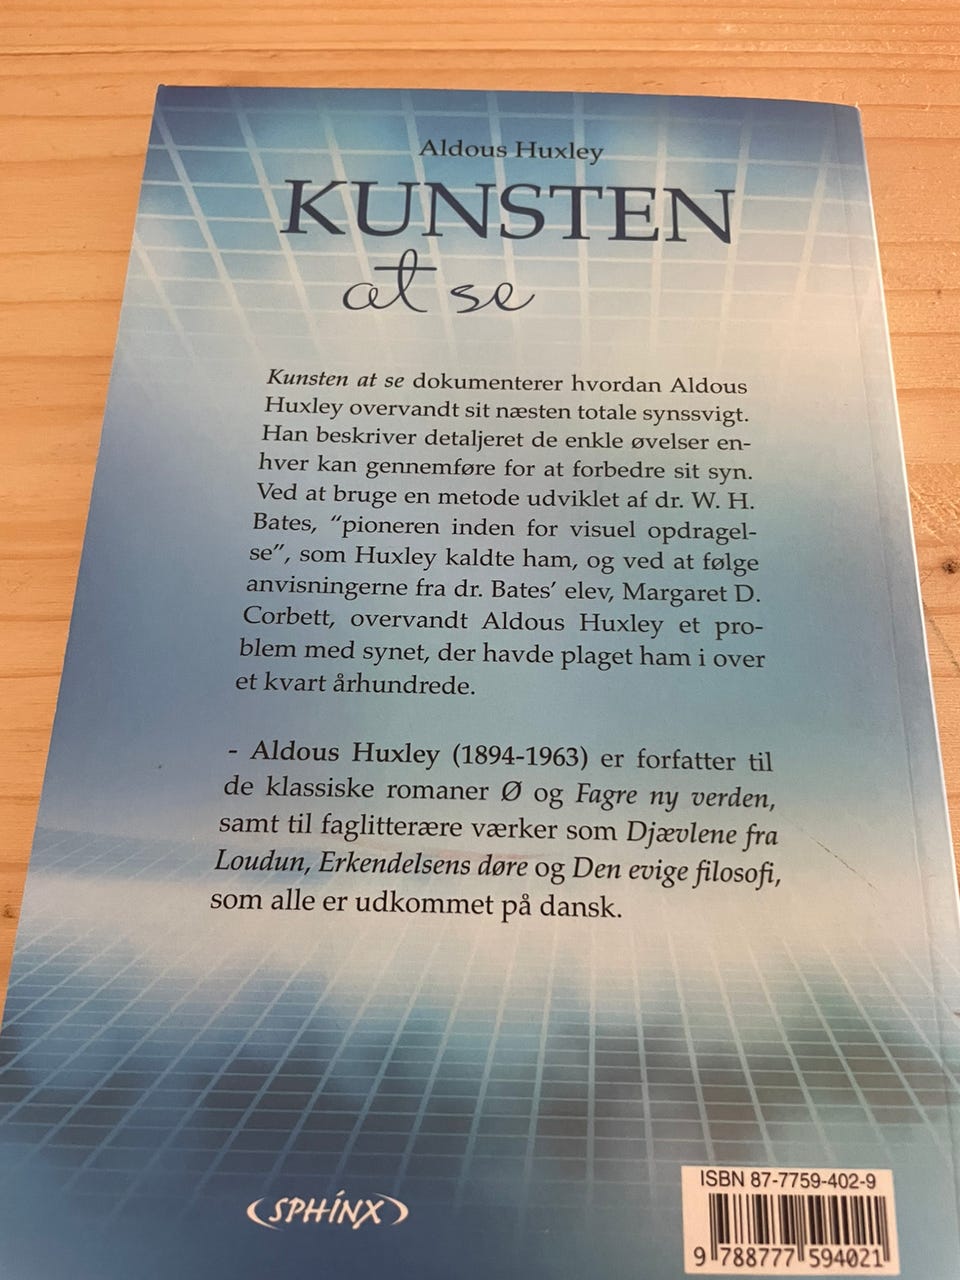 Aldous Huxley
KUNSTEN
at se
Kunsten at se dokumenterer hvordan Aldous
Huxley overvandt sit næsten totale synssvigt.
Han beskriver detaljeret de enkle øvelser en-
hver kan gennemføre for at forbedre sit syn.
Ved at bruge en metode udviklet af dr. W. H.
Bates, “pioneren inden for visuel opdragel-
se”, som Huxley kaldte ham, og ved at følge
anvisningerne fra dr. Bates’ elev, Margaret D.
Corbett, overvandt Aldous Huxley et pro-
blem med synet, der havde plaget ham i over
et kvart århundrede.
- Aldous Huxley (1894-1963) er forfatter til
de klassiske romaner Ø og Fagre ny verden,
samt til faglitterære værker som Djævlene fra
Loudun, Erkendelsens døre og Den evige filosofi,
som alle er udkommet på dansk.
SPHÍNX
ISBN 87-7759-402-9
9 788777 594021